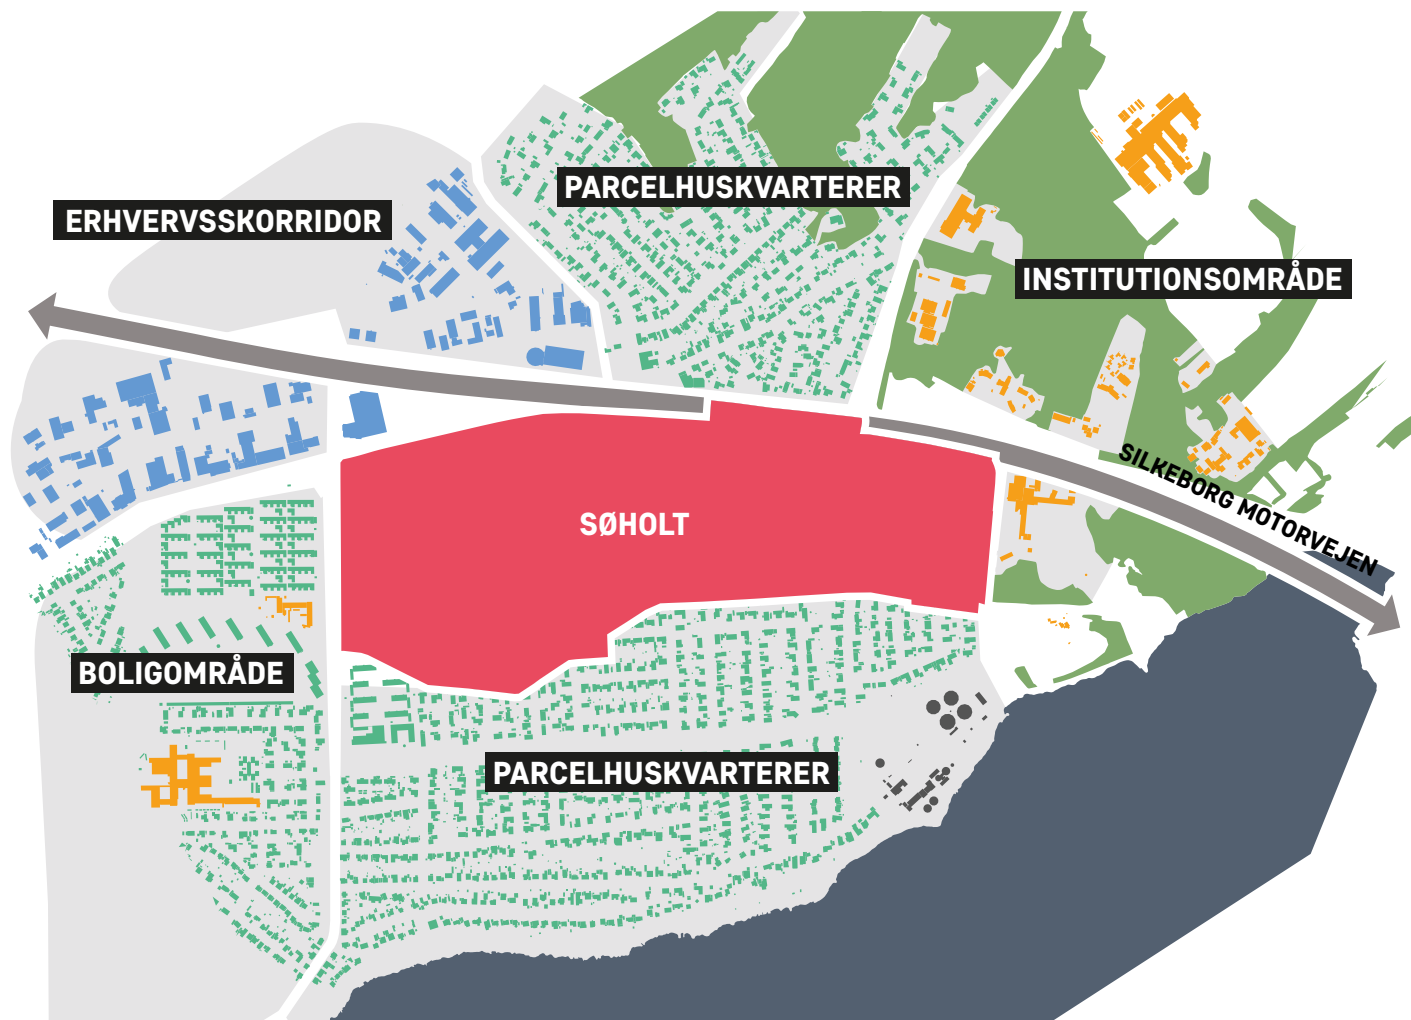 PARCELHUSKVARTERER
ERHVERVSSKORRIDOR
INSTITUTIONSOMRÅDE
SILKEBORG MOTORVEJEN
SØHOLT
BOLIGOMRÅDE
PARCELHUSKVARTERER